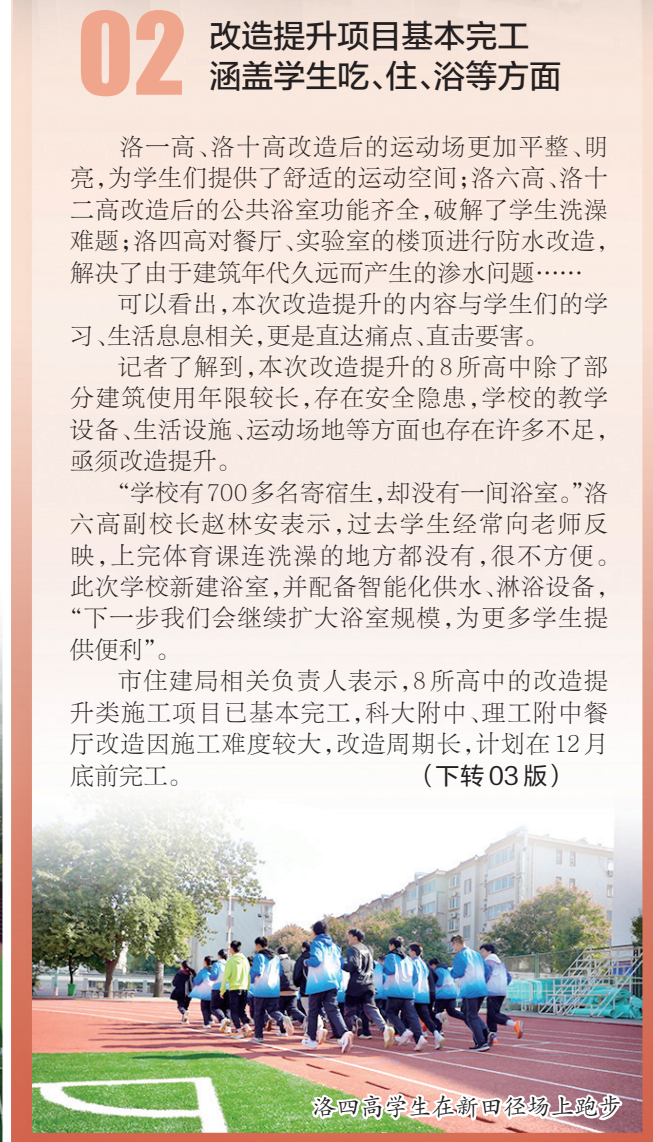 02
改造提升项目基本完工
涵盖学生吃、住、浴等方面
洛一高、洛十高改造后的运动场更加平整、明
亮，为学生们提供了舒适的运动空间；洛六高、洛十
二高改造后的公共浴室功能齐全，破解了学生洗澡
难题；洛四高对餐厅、实验室的楼顶进行防水改造，
解决了由于建筑年代久远而产生的渗水问题……
可以看出，本次改造提升的内容与学生们的学
习、生活息息相关，更是直达痛点、直击要害。
记者了解到，本次改造提升的8所高中除了部
分建筑使用年限较长，存在安全隐患，学校的教学
设备、生活设施、运动场地等方面也存在许多不足，
亟须改造提升。
“学校有700多名寄宿生，却没有一间浴室。”洛
六高副校长赵林安表示，过去学生经常向老师反
映，上完体育课连洗澡的地方都没有，很不方便。
此次学校新建浴室，并配备智能化供水、淋浴设备，
“下一步我们会继续扩大浴室规模，为更多学生提
供便利”。
市住建局相关负责人表示，8所高中的改造提
升类施工项目已基本完工，科大附中、理工附中餐
厅改造因施工难度较大，改造周期长，计划在12月
底前完工。 （下转03版）
洛四高学生在新田径场上跑步